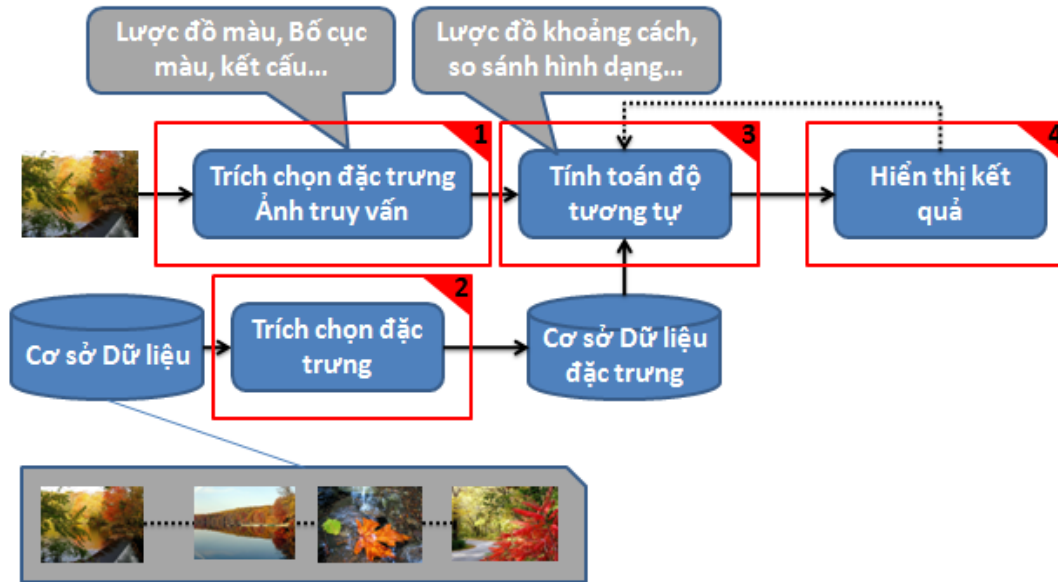 Lược đồ màu, Bố cục
màu, kết cấu...
Lược đồ khoảng cách,
so sánh hình dạng...
1
Trích chọn đặc trưng
Ảnh truy vấn
3
Tính toán độ
tương tự
4
Hiển thị kết
quả
Cơ sở Dữ liệu
2
Trích chọn đặc
trưng
Cơ sở Dữ liệu
đặc trưng